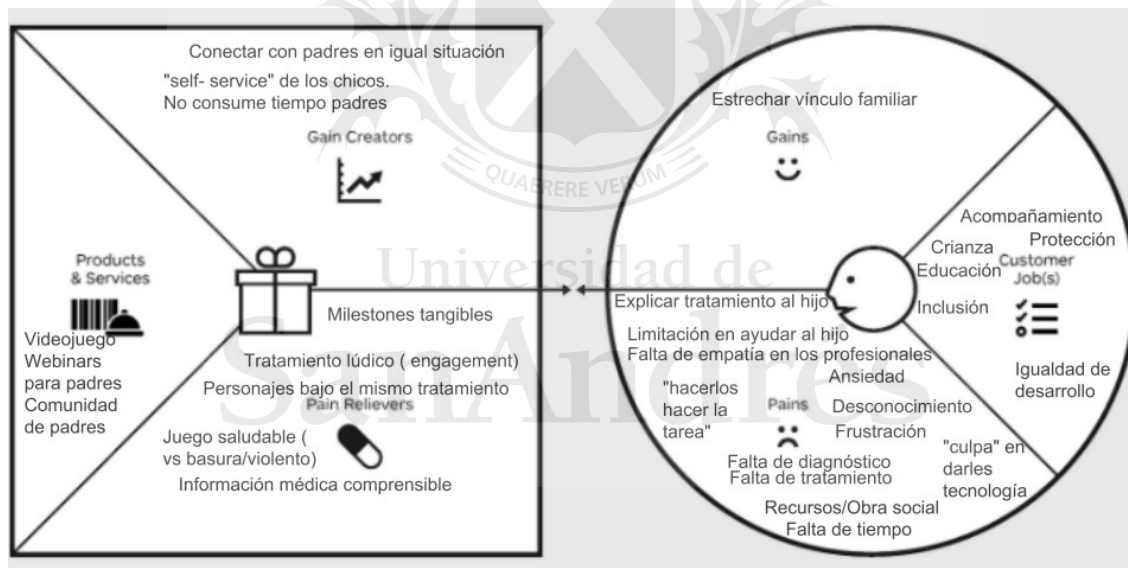 Conectar con padres en igual situación
"self- service" de los chicos.
No consume tiempo padres
Gain Creators
Products
& Services
Videojuego
Webinars
para padres
Comunidad
de padres
Milestones tangibles
Tratamiento lúdico ( engagement)
Personajes bajo el mismo tratamiento
Pain Relievers
Juego saludable (
vs basura/violento)
Información médica comprensible
Estrechar vínculo familiar
Gains
Acompañamiento
Protección
Crianza
Educación
Customer
Job(s)
Inclusión
Igualdad de
desarrollo
Explicar tratamiento al hijo
Limitación en ayudar al hijo
Falta de empatía en los profesionales
Ansiedad
"hacerlos
hacer la
tarea"
Pains
Desconocimiento
Frustración
"culpa" en
darles
tecnología
Falta de diagnóstico
Falta de tratamiento
Recursos/Obra social
Falta de tiempo
QUAERERE VERUM
Universidad de
SanAndrés